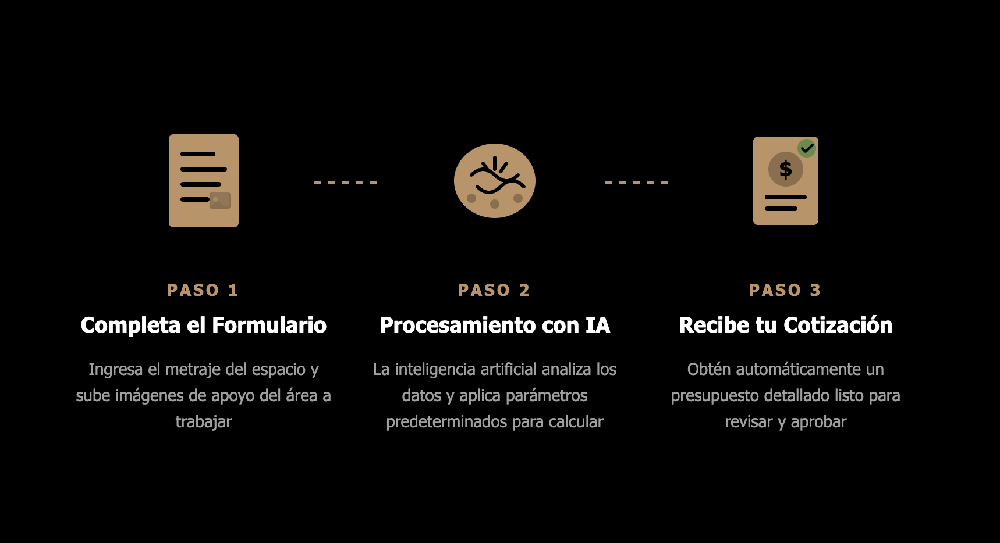 $
PASO 1
Completa el Formulario
Ingresa el metraje del espacio y
sube imágenes de apoyo del área a
trabajar
PASO 2
Procesamiento con IA
La inteligencia artificial analiza los
datos y aplica parámetros
predeterminados para calcular
PASO 3
Recibe tu Cotización
Obtén automáticamente un
presupuesto detallado listo para
revisar y aprobar